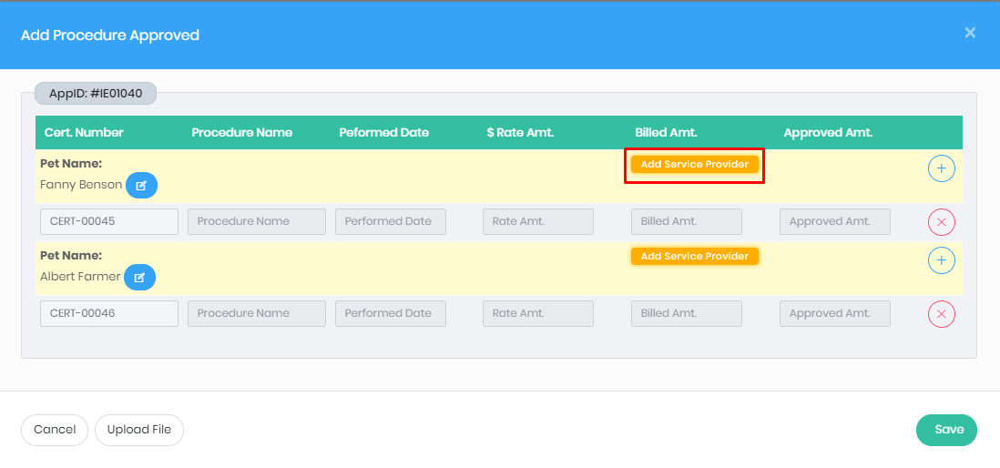 Add Procedure Approved ×
AppID: #IE01040
Cert. Number Procedure Name Peformed Date $ Rate Amt. Billed Amt. Approved Amt.
Pet Name: Add Service Provider
Fanny Benson
CERT-00045 Procedure Name Performed Date Rate Amt. Billed Amt. Approved Amt.
Pet Name: Add Service Provider
Albert Farmer
CERT-00046 Procedure Name Performed Date Rate Amt. Billed Amt. Approved Amt.
Cancel Upload File Save